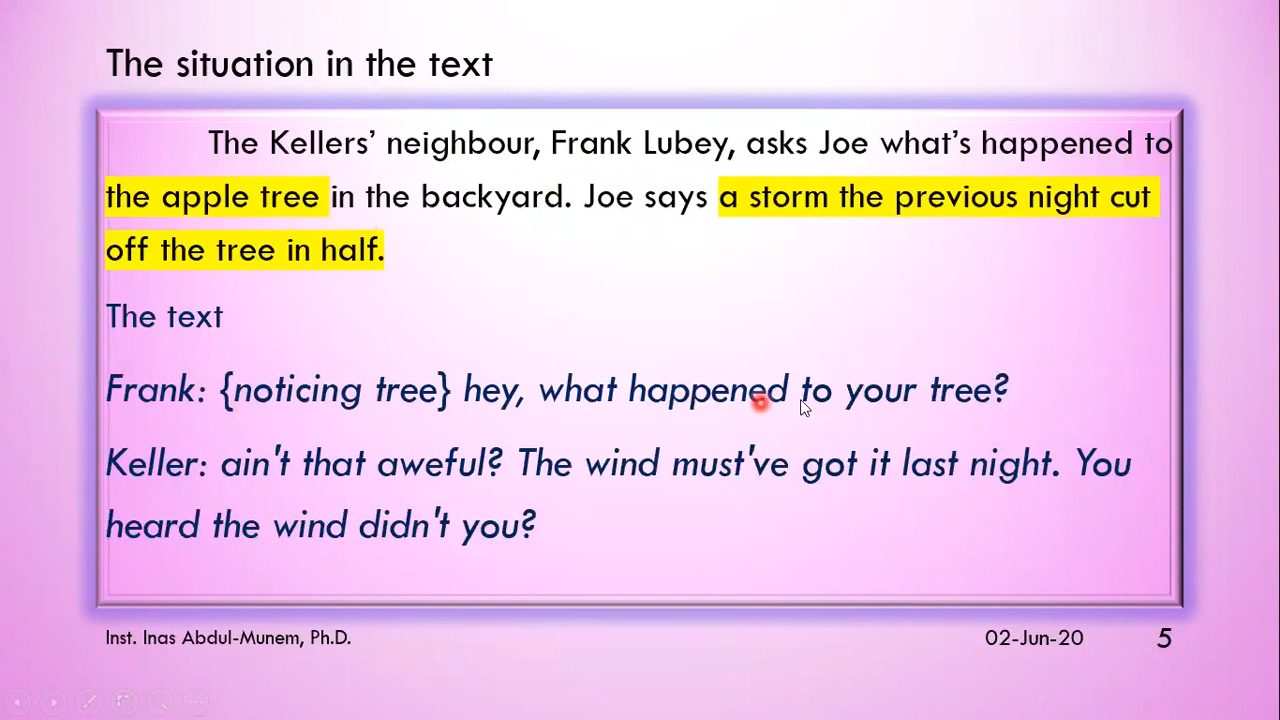 The situation in the text
The Kellers’ neighbour, Frank Lubey, asks Joe what’s happened to
the apple tree in the backyard. Joe says a storm the previous night cut
off the tree in half.
The text
Frank: {noticing tree} hey, what happened to your tree?
Keller: ain't that aweful? The wind must've got it last night. You
heard the wind didn't you?
Inst. Inas Abdul-Munem, Ph.D.
02-Jun-20
5